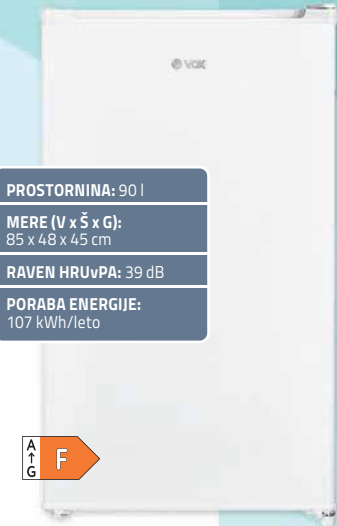 VOX
PROSTORNINA: 90 l
MERE (V x Š x G):
85 x 48 x 45 cm
RAVEN HRUvPA: 39 dB
PORABA ENERGIJE:
107 kWh/leto
A
↑
G
F